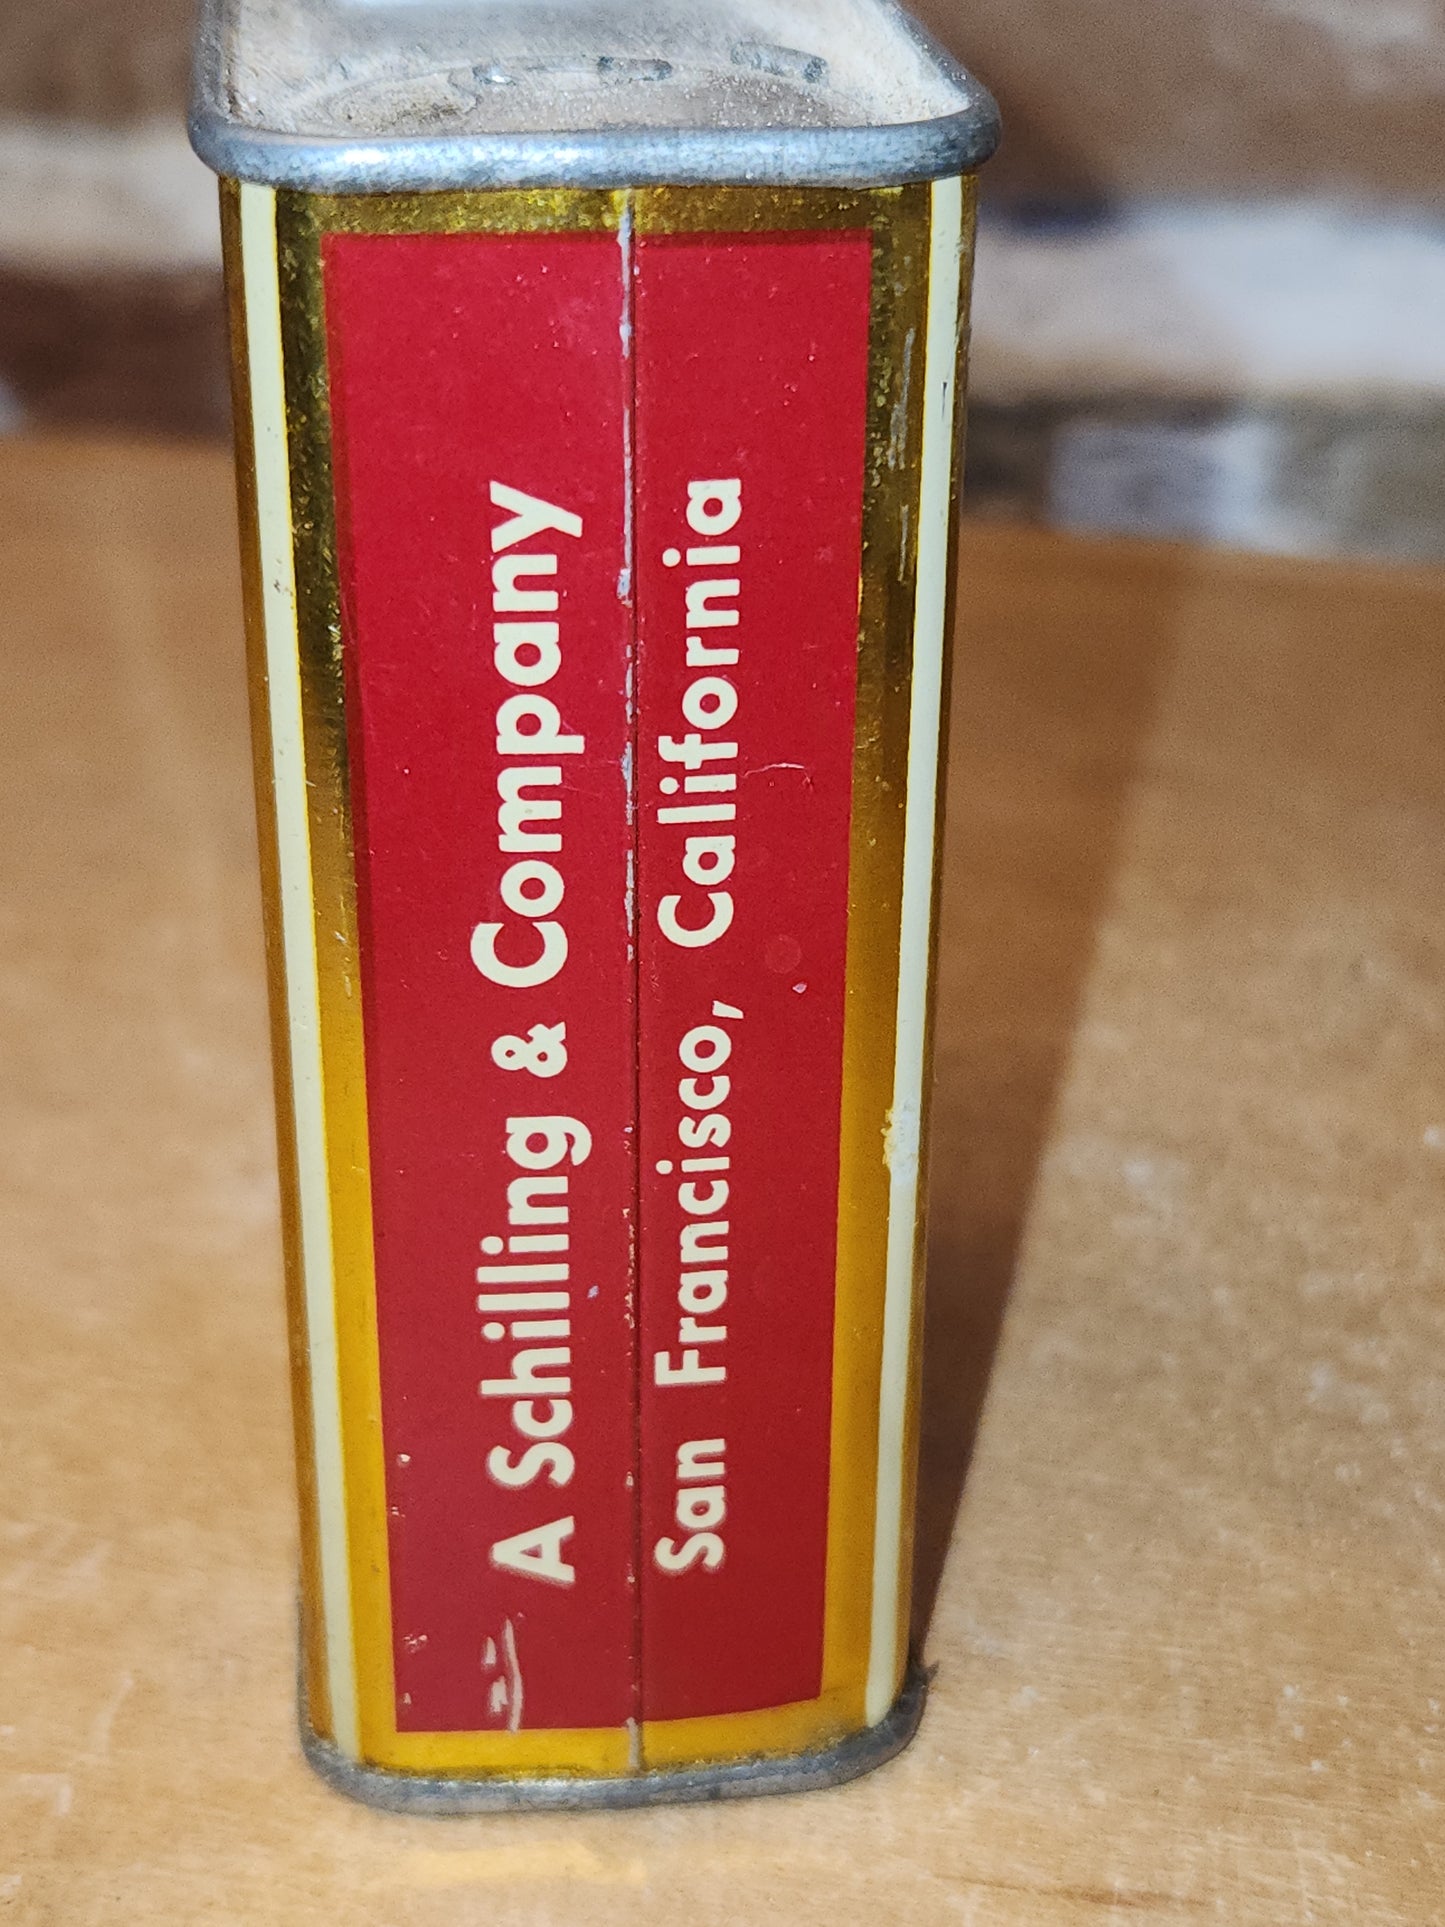 A Schilling & Company
San Francisco, California